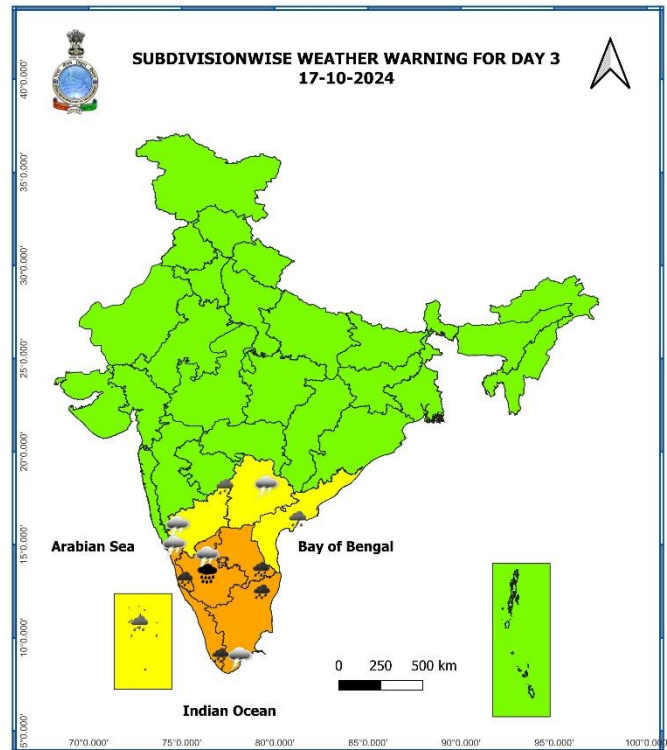 SUBDIVISIONWISE WEATHER WARNING FOR DAY 3
17-10-2024
40°0.000'
35°0.000'
30°0.000'
25°0.000'
20°0.000'
15°0.000'
10°0.000'
5°0.000'
Arabian Sea
Bay of Bengal
0 250 500 km
Indian Ocean
70°0.000' 75°0.000' 80°0.000' 85°0.000' 90°0.000' 95°0.000' 100°0.000'